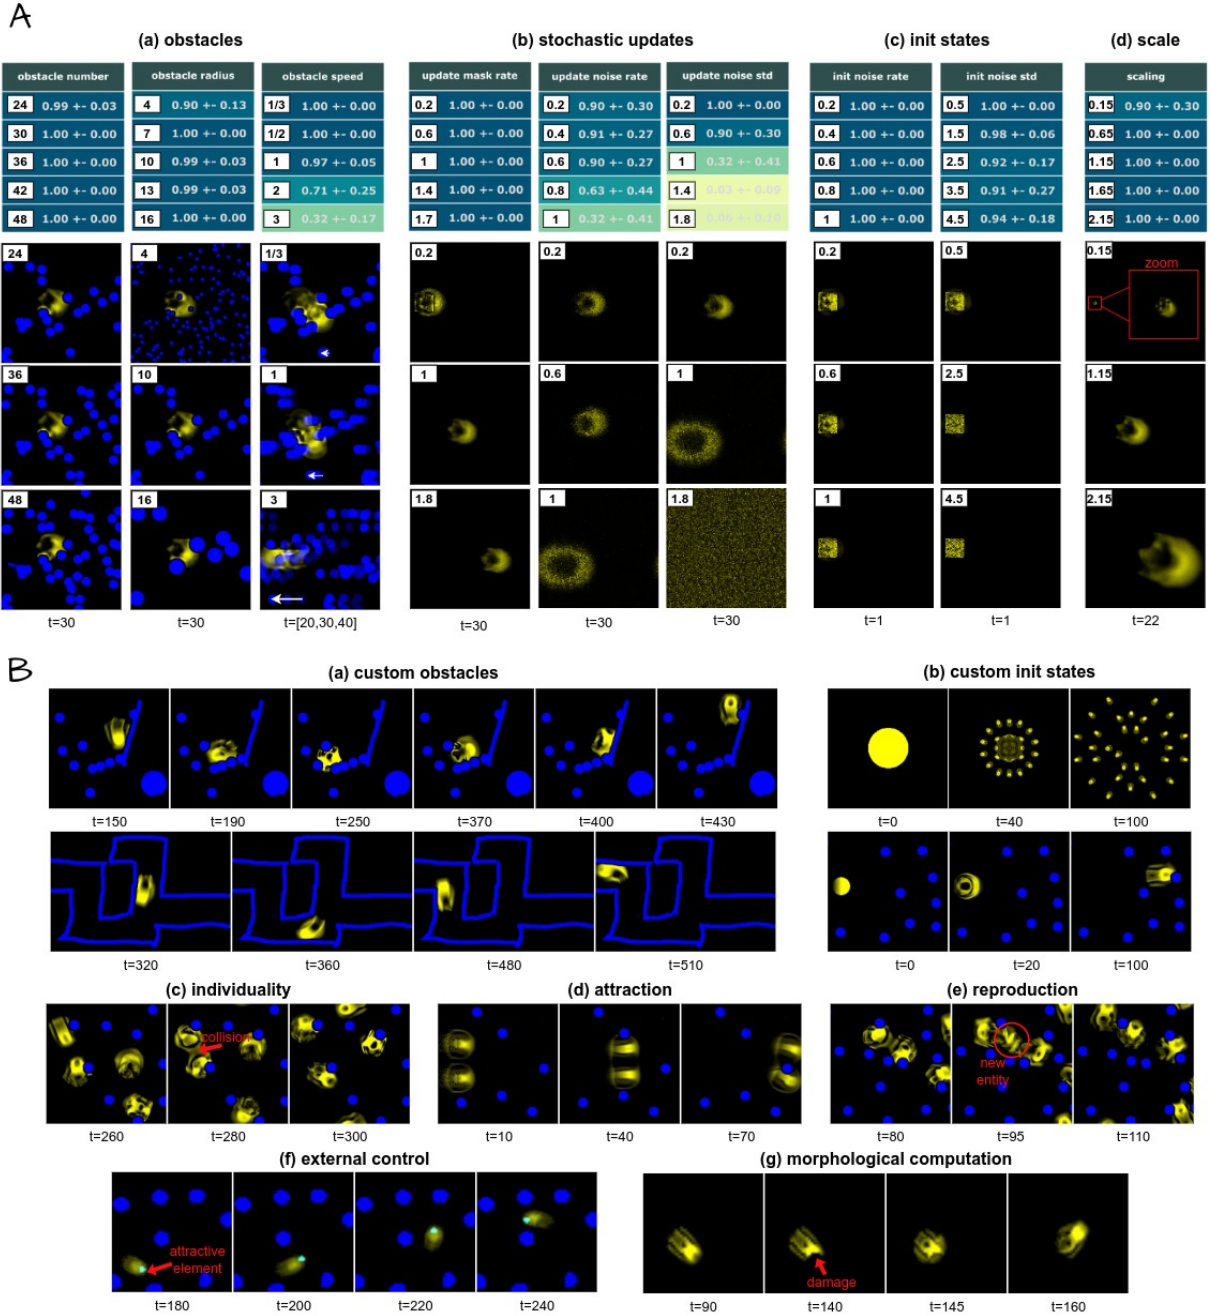 A
(a) obstacles
(b) stochastic updates
(c) init states
(d) scale
obstacle number obstacle radius obstacle speed update mask rate update noise rate update noise std init noise rate init noise std scaling
24 0.99 +- 0.03 4 0.90 +- 0.13 1/3 1.00 +- 0.00 0.2 1.00 +- 0.00 0.2 0.90 +- 0.30 0.2 1.00 +- 0.00 0.2 1.00 +- 0.00 0.5 1.00 +- 0.00 0.15 0.90 +- 0.30
30 1.00 +- 0.00 7 1.00 +- 0.00 1/2 1.00 +- 0.00 0.6 1.00 +- 0.00 0.4 0.91 +- 0.27 0.6 0.90 +- 0.30 0.4 1.00 +- 0.00 1.5 0.98 +- 0.06 0.65 1.00 +- 0.00
36 1.00 +- 0.00 10 0.99 +- 0.03 1 0.97 +- 0.05 1 1.00 +- 0.00 0.6 0.90 +- 0.27 1 0.32 +- 0.41 0.6 1.00 +- 0.00 2.5 0.92 +- 0.17 1.15 1.00 +- 0.00
42 1.00 +- 0.00 13 0.99 +- 0.03 2 0.71 +- 0.25 1.4 1.00 +- 0.00 0.8 0.63 +- 0.44 1.4 0.03 +- 0.09 0.8 1.00 +- 0.00 3.5 0.91 +- 0.27 1.65 1.00 +- 0.00
48 1.00 +- 0.00 16 1.00 +- 0.00 3 0.32 +- 0.17 1.7 1.00 +- 0.00 1 0.32 +- 0.41 1.8 0.06 +- 0.10 1 1.00 +- 0.00 4.5 0.94 +- 0.18 2.15 1.00 +- 0.00
24 4 1/3 0.2 0.2 0.2 0.2 0.5 0.15
zoom
36 10 1 1 0.6 1 0.6 2.5 1.15
48 16 3 1.8 1 1.8 1 4.5 2.15
t=30 t=30 t=[20,30,40] t=30 t=30 t=30 t=1 t=1 t=22
B
(a) custom obstacles
(b) custom init states
t=150 t=190 t=250 t=370 t=400 t=430 t=0 t=40 t=100
t=320 t=360 t=480 t=510 t=0 t=20 t=100
(c) individuality
(d) attraction
(e) reproduction
collision
new
entity
t=260 t=280 t=300 t=10 t=40 t=70 t=80 t=95 t=110
(f) external control
(g) morphological computation
attractive
element
damage
t=180 t=200 t=220 t=240 t=90 t=140 t=145 t=160